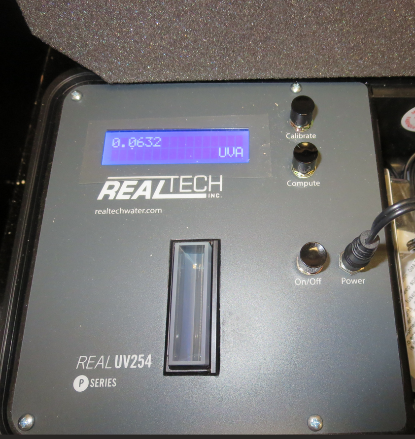 0.0632
UVA
Calibrate
Compute
REALTECH
INC.
realtechwater.com
On/Off
Power
REAL UV254
P SERIES